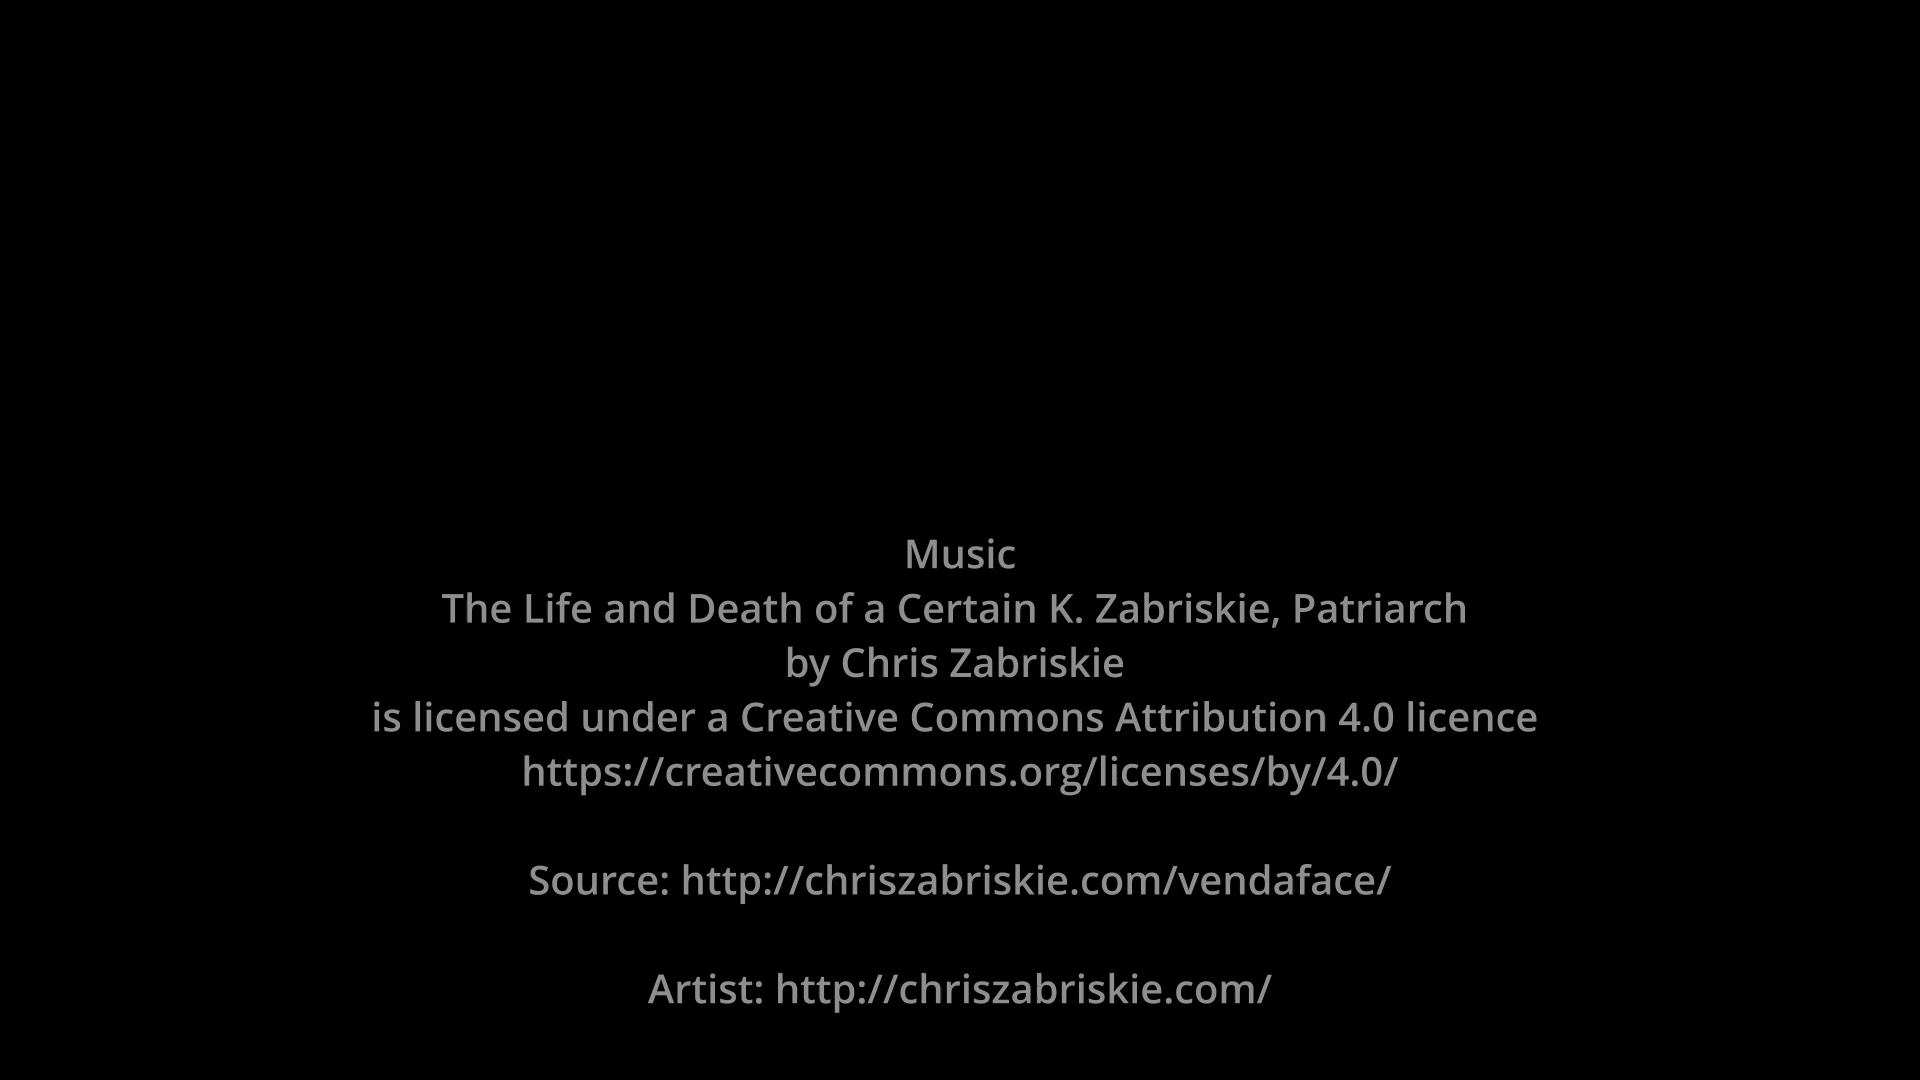 Music
The Life and Death of a Certain K. Zabriskie, Patriarch
by Chris Zabriskie
is licensed under a Creative Commons Attribution 4.0 licence
https://creativecommons.org/licenses/by/4.0/
Source: http://chriszabriskie.com/vendaface/
Artist: http://chriszabriskie.com/